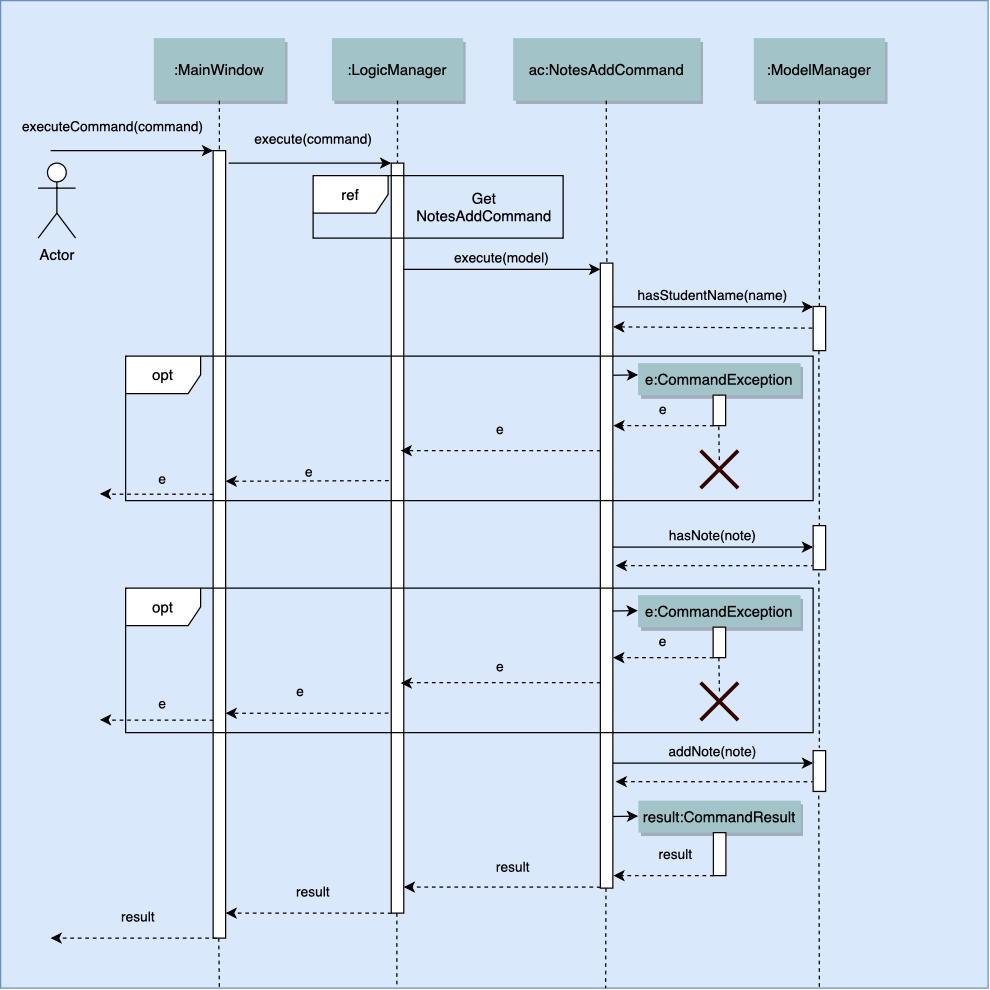 :MainWindow
:LogicManager
ac:NotesAddCommand
:ModelManager
executeCommand(command)
execute(command)
ref
Get
NotesAddCommand
Actor
execute(model)
hasStudentName(name)
opt
e:CommandException
e
e
e
e
hasNote(note)
opt
e:CommandException
e
e
e
e
addNote(note)
result:CommandResult
result
result
result
result